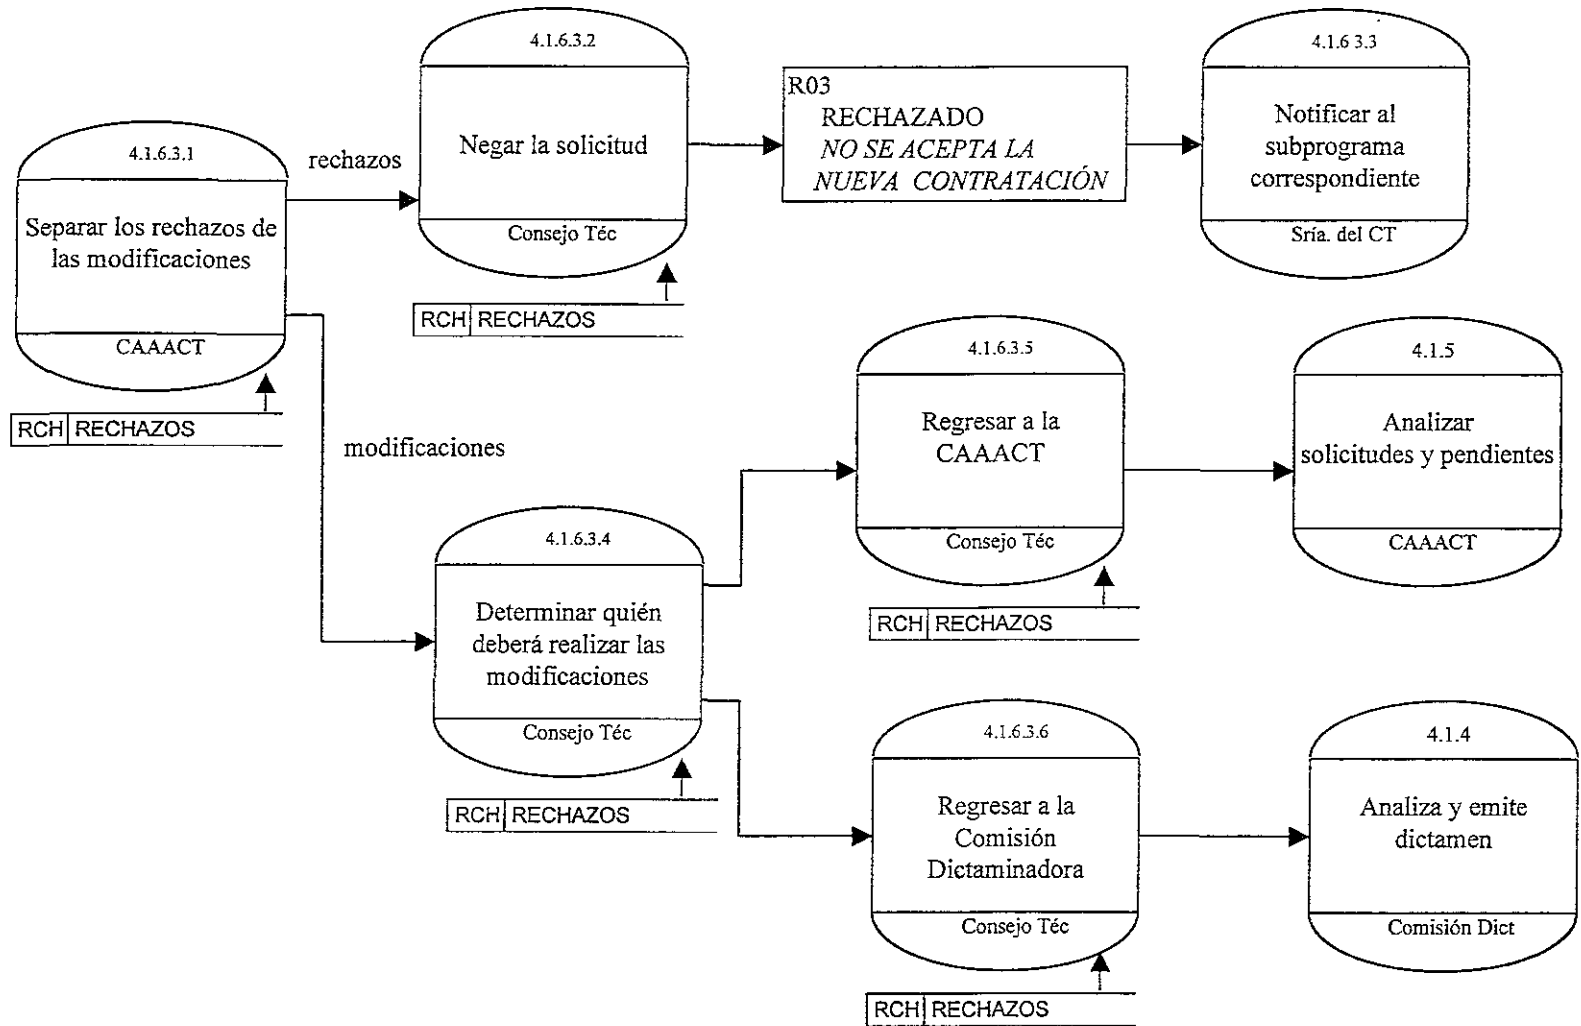 4.1.6.3.1
Separar los rechazos de
las modificaciones
CAAACT
RCH RECHAZOS
rechazos
4.1.6.3.2
Negar la solicitud
Consejo Téc
RCH RECHAZOS
R03
RECHAZADO
NO SE ACEPTA LA
NUEVA CONTRATACIÓN
4.1.6 3.3
Notificar al
subprograma
correspondiente
Sría. del CT
modificaciones
4.1.6.3.4
Determinar quién
deberá realizar las
modificaciones
Consejo Téc
RCH RECHAZOS
4.1.6.3.5
Regresar a la
CAAACT
Consejo Téc
RCH RECHAZOS
4.1.5
Analizar
solicitudes y pendientes
CAAACT
4.1.6.3.6
Regresar a la
Comisión
Dictaminadora
Consejo Téc
RCH RECHAZOS
4.1.4
Analiza y emite
dictamen
Comisión Dict